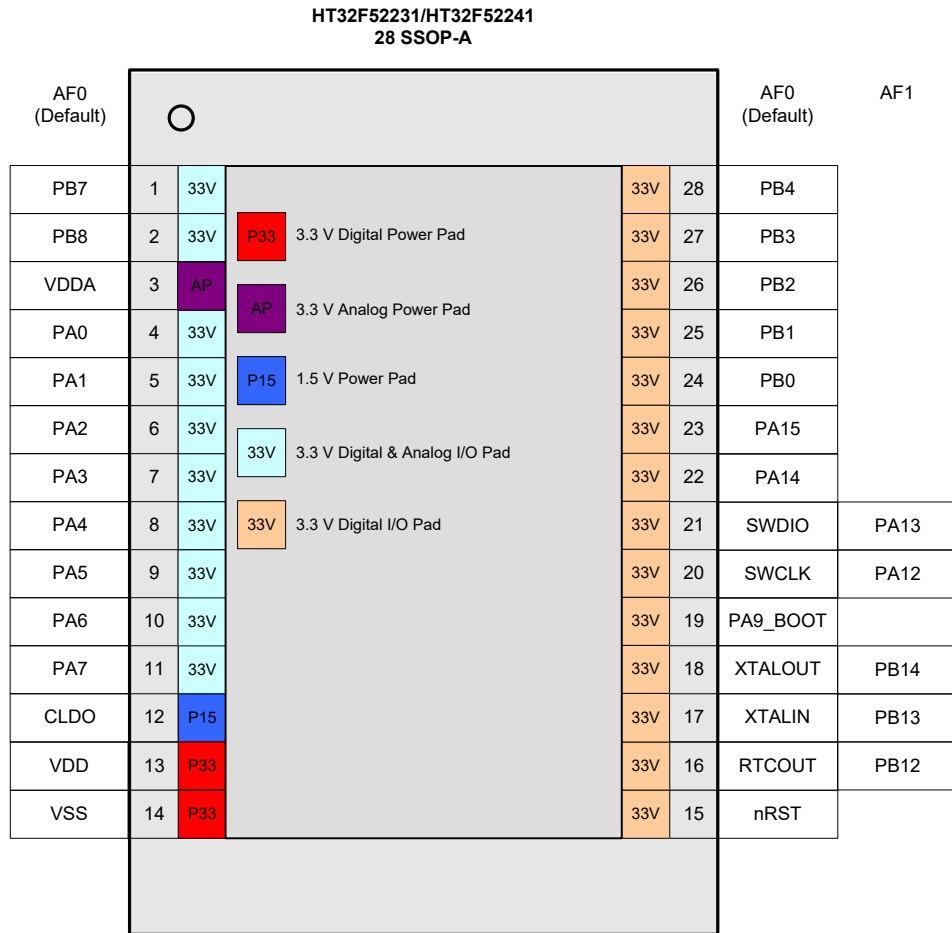 HT32F52231/HT32F52241
28 SSOP-A
AF0
(Default)
AF0
(Default)
AF1
PB7 1 33V 33V 28 PB4
PB8 2 33V P33 3.3 V Digital Power Pad 33V 27 PB3
VDDA 3 AP AP 3.3 V Analog Power Pad 33V 26 PB2
PA0 4 33V 33V 25 PB1
PA1 5 33V P15 1.5 V Power Pad 33V 24 PB0
PA2 6 33V 33V 3.3 V Digital & Analog I/O Pad 33V 23 PA15
PA3 7 33V 33V 22 PA14
PA4 8 33V 33V 3.3 V Digital I/O Pad 33V 21 SWDIO PA13
PA5 9 33V 33V 20 SWCLK PA12
PA6 10 33V 33V 19 PA9_BOOT
PA7 11 33V 33V 18 XTALOUT PB14
CLDO 12 P15 33V 17 XTALIN PB13
VDD 13 P33 33V 16 RTCOUT PB12
VSS 14 P33 33V 15 nRST